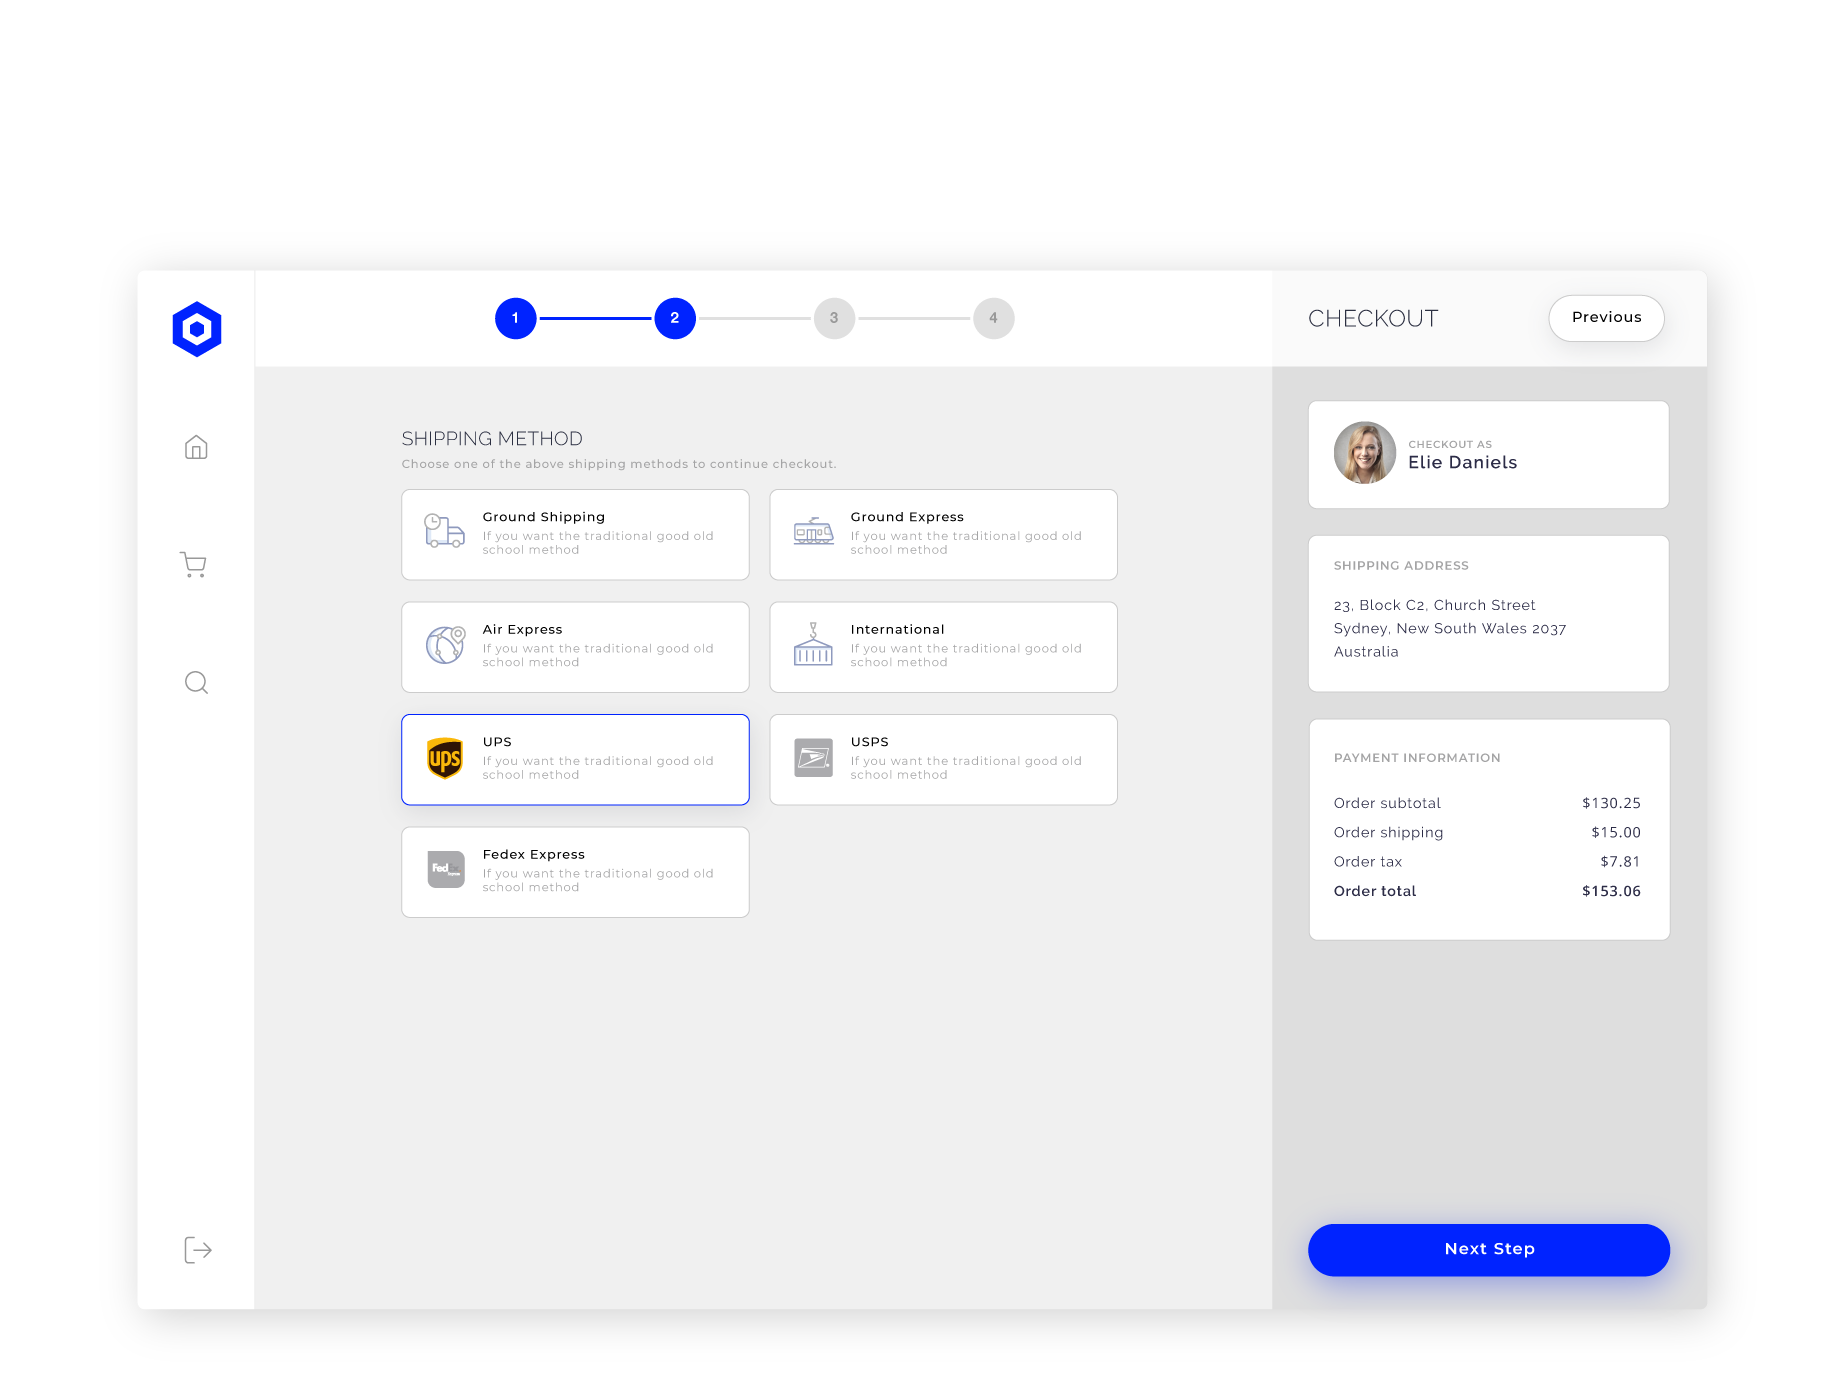 1
2
3
4
CHECKOUT
Previous
SHIPPING METHOD
Choose one of the above shipping methods to continue checkout.
Ground Shipping
If you want the traditional good old
school method
Ground Express
If you want the traditional good old
school method
Air Express
If you want the traditional good old
school method
International
If you want the traditional good old
school method
ups
UPS
If you want the traditional good old
school method
USPS
If you want the traditional good old
school method
FedEx
Express
Fedex Express
If you want the traditional good old
school method
CHECKOUT AS
Elie Daniels
SHIPPING ADDRESS
23, Block C2, Church Street
Sydney, New South Wales 2037
Australia
PAYMENT INFORMATION
Order subtotal $130.25
Order shipping $15.00
Order tax $7.81
Order total $153.06
Next Step